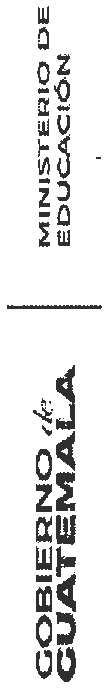 GOBIERNO de
GUATEMALA
MINISTERIO DE
EDUCACIÓN